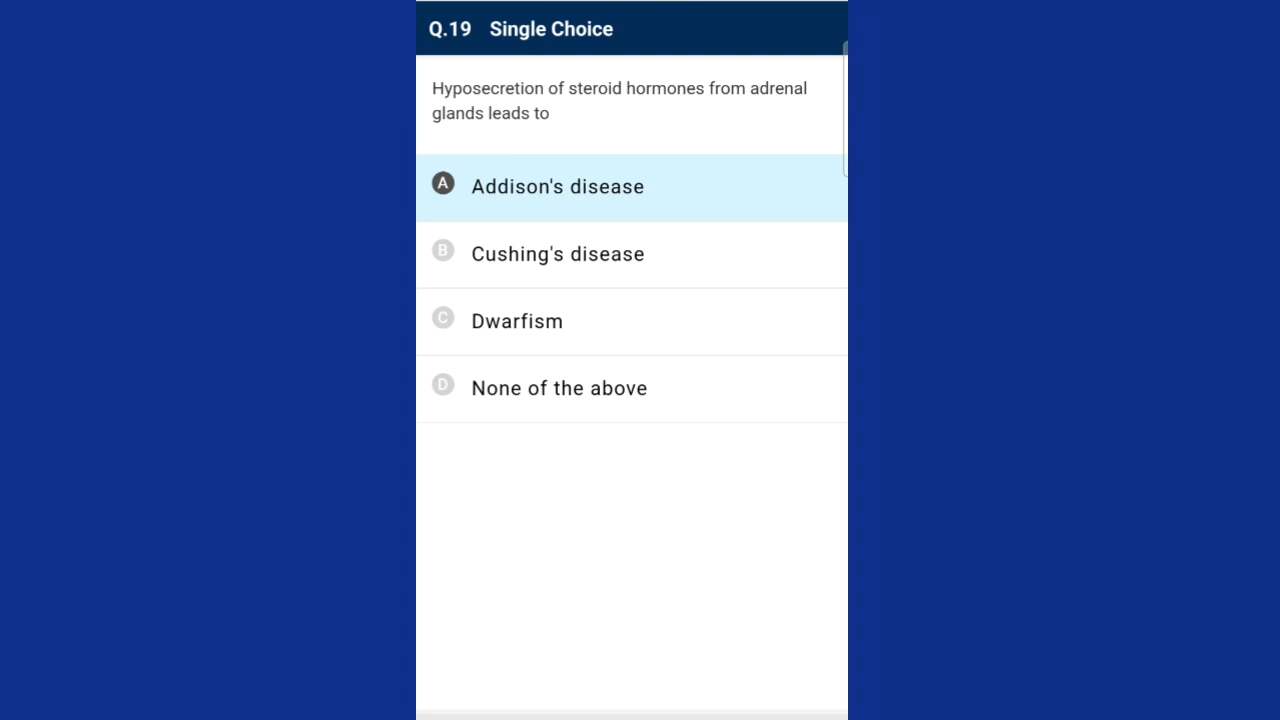 Q.19 Single Choice
Hyposecretion of steroid hormones from adrenal
glands leads to
A Addison's disease
B Cushing's disease
C Dwarfism
D None of the above